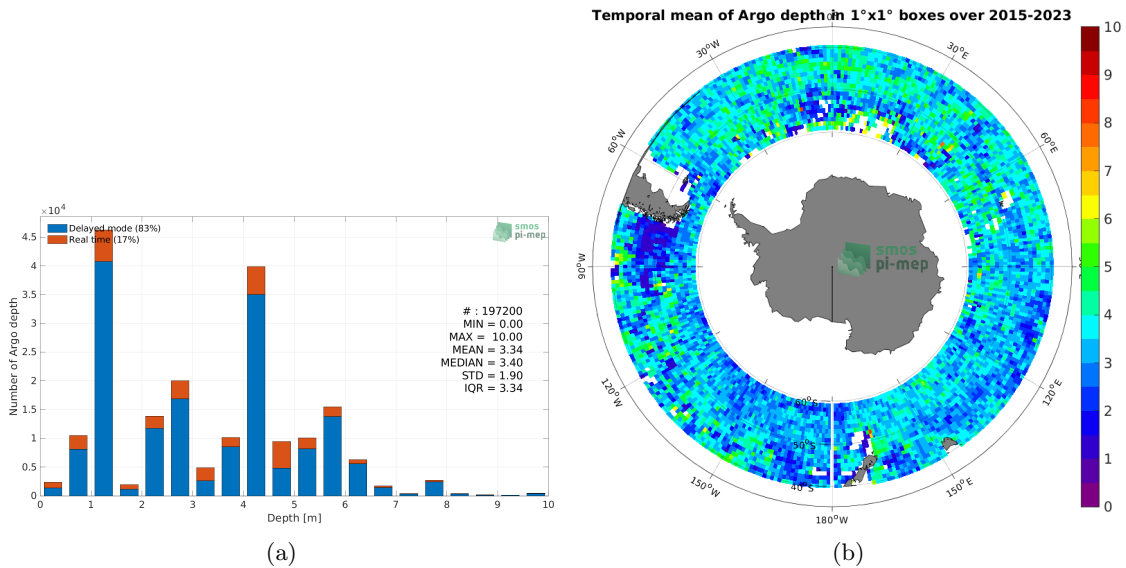 ×10⁴
Delayed mode (83%)
Real time (17%)
smos
pi-mep
4.5
4
3.5
3
2.5
2
1.5
1
0.5
0
Number of Argo depth
# : 197200
MIN = 0.00
MAX = 10.00
MEAN = 3.34
MEDIAN = 3.40
STD = 1.90
IQR = 3.34
0 1 2 3 4 5 6 7 8 9 10
Depth [m]
(a)
Temporal mean of Argo depth in 1°x1° boxes over 2015-2023
0°
30°W
30°E
60°W
60°E
90°W
smos
pi-mep
120°W
120°E
150°W
150°E
180°W
60°S
50°S
40°S
10
9
8
7
6
5
4
3
2
1
0
(b)